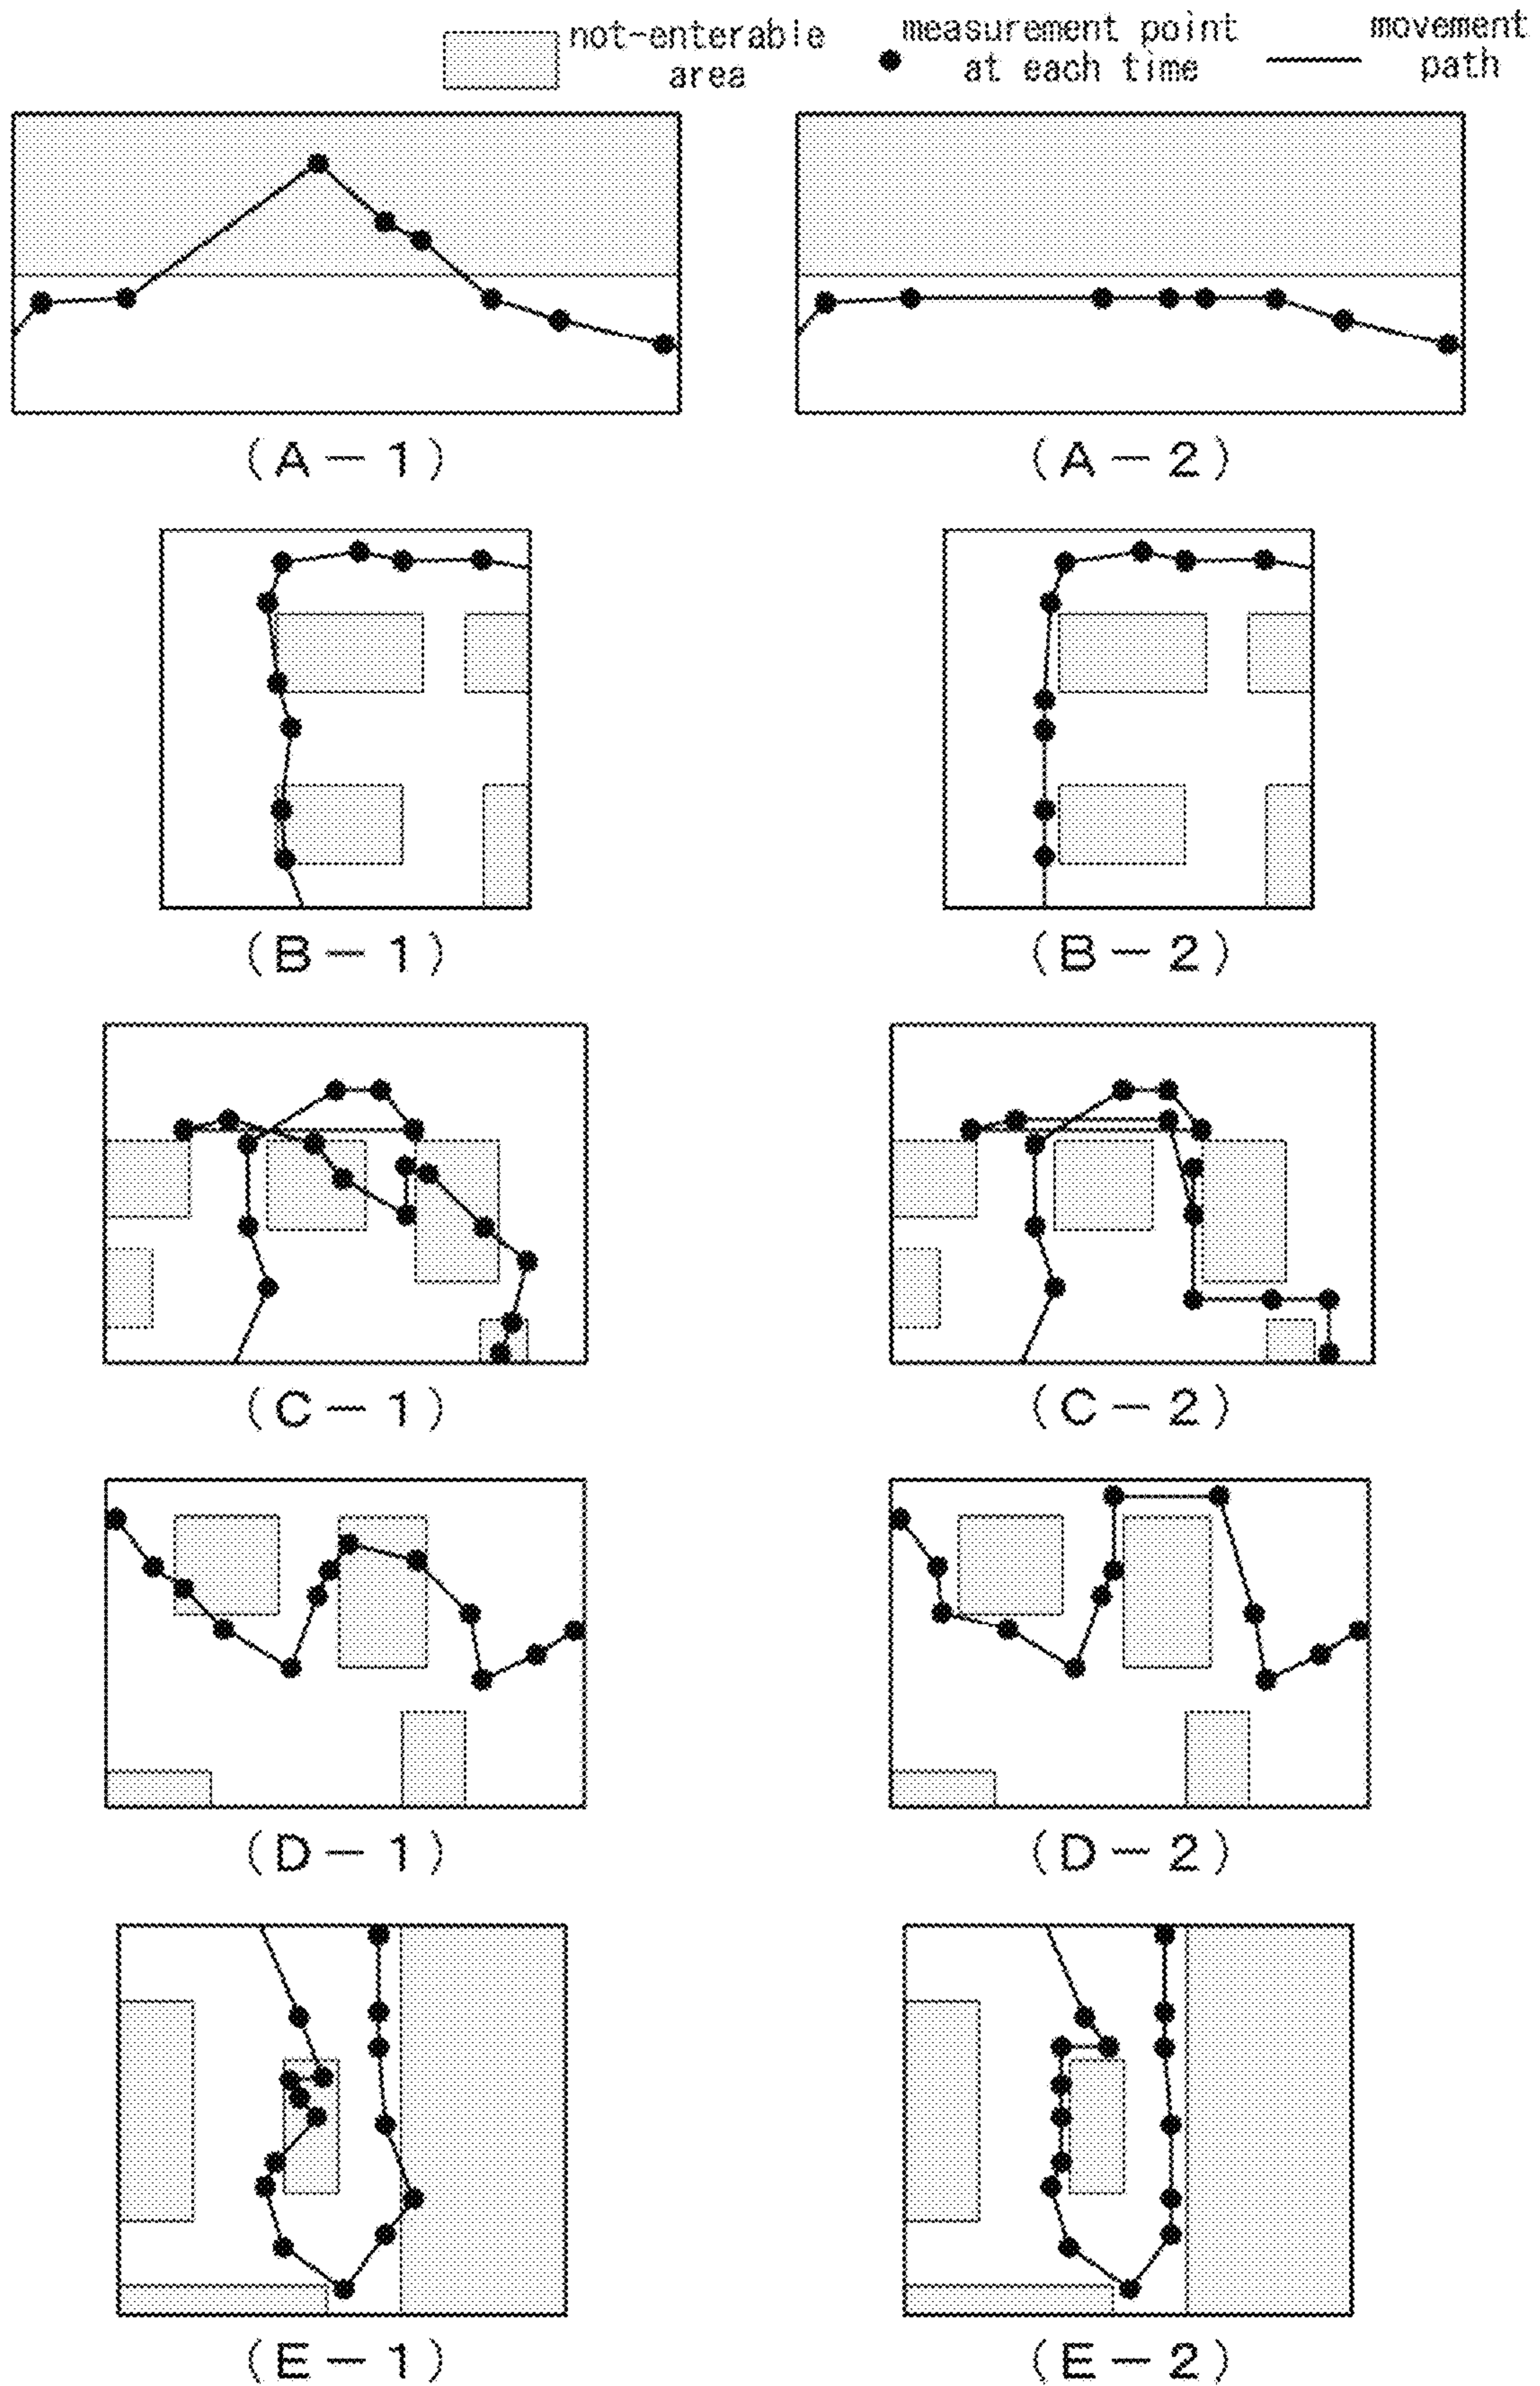 not-enterable
area
measurement point
at each time
movement
path
(A-1)
(A-2)
(B-1)
(B-2)
(C-1)
(C-2)
(D-1)
(D-2)
(E-1)
(E-2)